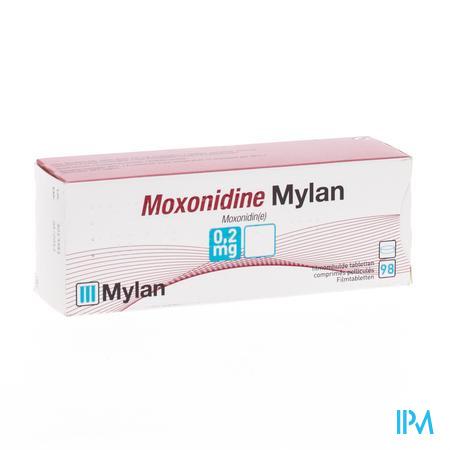 Moxonidine Mylan
Moxonidin(e)
0,2
mg
filmomhulde tabletten
comprimés pelliculés
Filmtabletten
98
Mylan
IPM